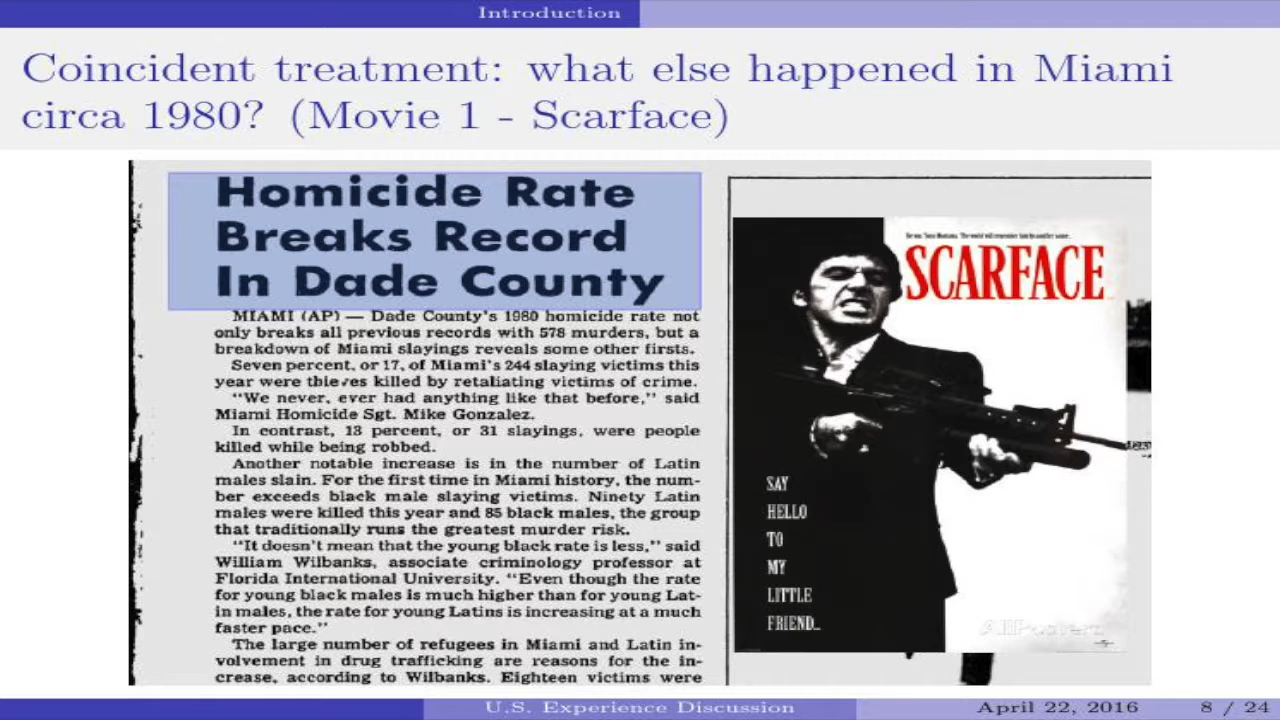 Introduction
Coincident treatment: what else happened in Miami
circa 1980? (Movie 1 - Scarface)
Homicide Rate
Breaks Record
In Dade County
MIAMI (AP) — Dade County's 1980 homicide rate not
only breaks all previous records with 578 murders, but a
breakdown of Miami slayings reveals some other firsts.
Seven percent, or 17, of Miami's 244 slaying victims this
year were thieves killed by retaliating victims of crime.
"We never, ever had anything like that before," said
Miami Homicide Sgt. Mike Gonzalez.
In contrast, 13 percent, or 31 slayings, were people
killed while being robbed.
Another notable increase is in the number of Latin
males slain. For the first time in Miami history, the num-
ber exceeds black male slaying victims. Ninety Latin
males were killed this year and 85 black males, the group
that traditionally runs the greatest murder risk.
"It doesn't mean that the young black rate is less," said
William Wilbanks, associate criminology professor at
Florida International University. "Even though the rate
for young black males is much higher than for young Lat-
in males, the rate for young Latins is increasing at a much
faster pace."
The large number of refugees in Miami and Latin in-
volvement in drug trafficking are reasons for the in-
crease, according to Wilbanks. Eighteen victims were
SCARFACE
SAY
HELLO
TO
MY
LITTLE
FRIEND...
AllPosters
U.S. Experience Discussion
April 22, 2016
8 / 24